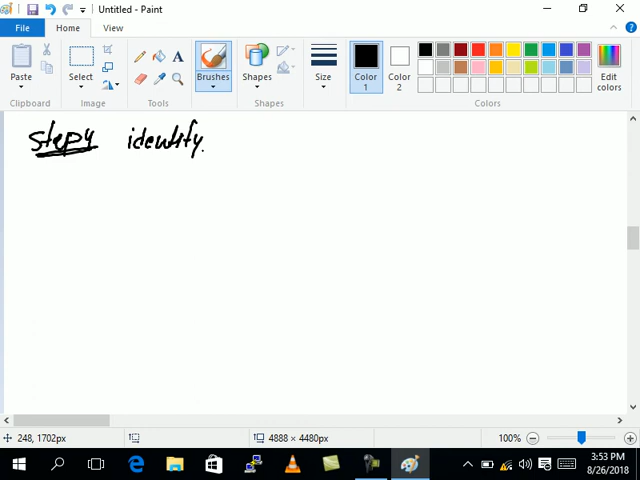 Untitled - Paint
File Home View
Paste Select Brushes Shapes Size Color 1 Color 2 Edit colors
Clipboard Image Tools Shapes Colors
step4 identify.
248, 1702px 4888 × 4480px 100%
3:53 PM
8/26/2018